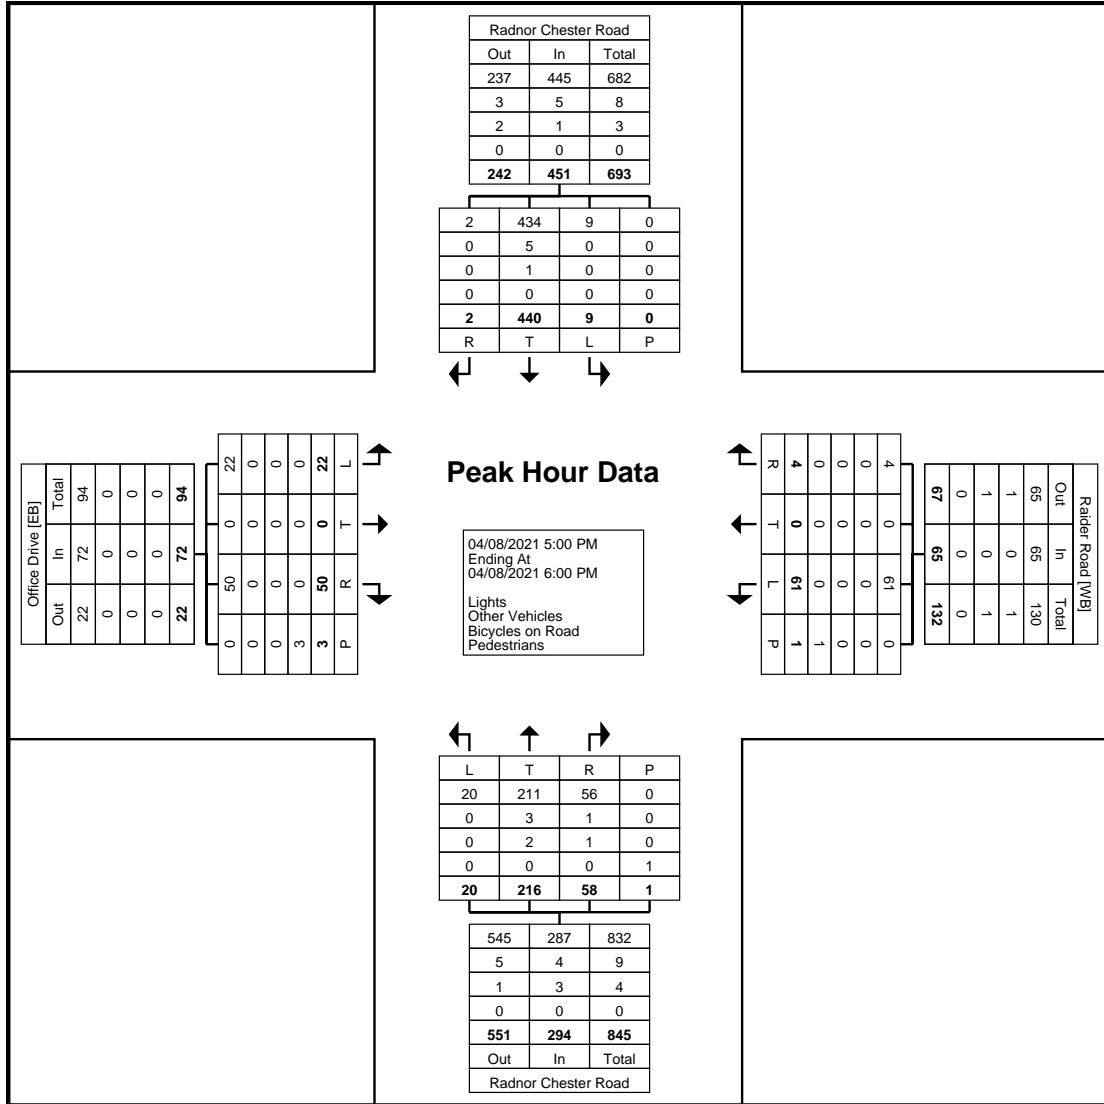 Radnor Chester Road
Out In Total
237 445 682
3 5 8
2 1 3
0 0 0
242 451 693
2 434 9 0
0 5 0 0
0 1 0 0
0 0 0 0
2 440 9 0
R T L P
Office Drive [EB]
Total In Out
94 72 22
0 0 0
0 0 0
0 0 0
94 72 22
22 0 50 0
0 0 0 0
0 0 0 0
0 0 0 3
22 0 50 3
L T R P
Peak Hour Data
04/08/2021 5:00 PM
Ending At
04/08/2021 6:00 PM
Lights
Other Vehicles
Bicycles on Road
Pedestrians
R T L P
4 0 61 1
0 0 0 1
0 0 0 0
0 0 0 0
4 0 61 0
Raider Road [WB]
Out In Total
65 65 130
1 0 1
1 0 1
0 0 0
67 65 132
L T R P
20 211 56 0
0 3 1 0
0 2 1 0
0 0 0 1
20 216 58 1
545 287 832
5 4 9
1 3 4
0 0 0
551 294 845
Out In Total
Radnor Chester Road